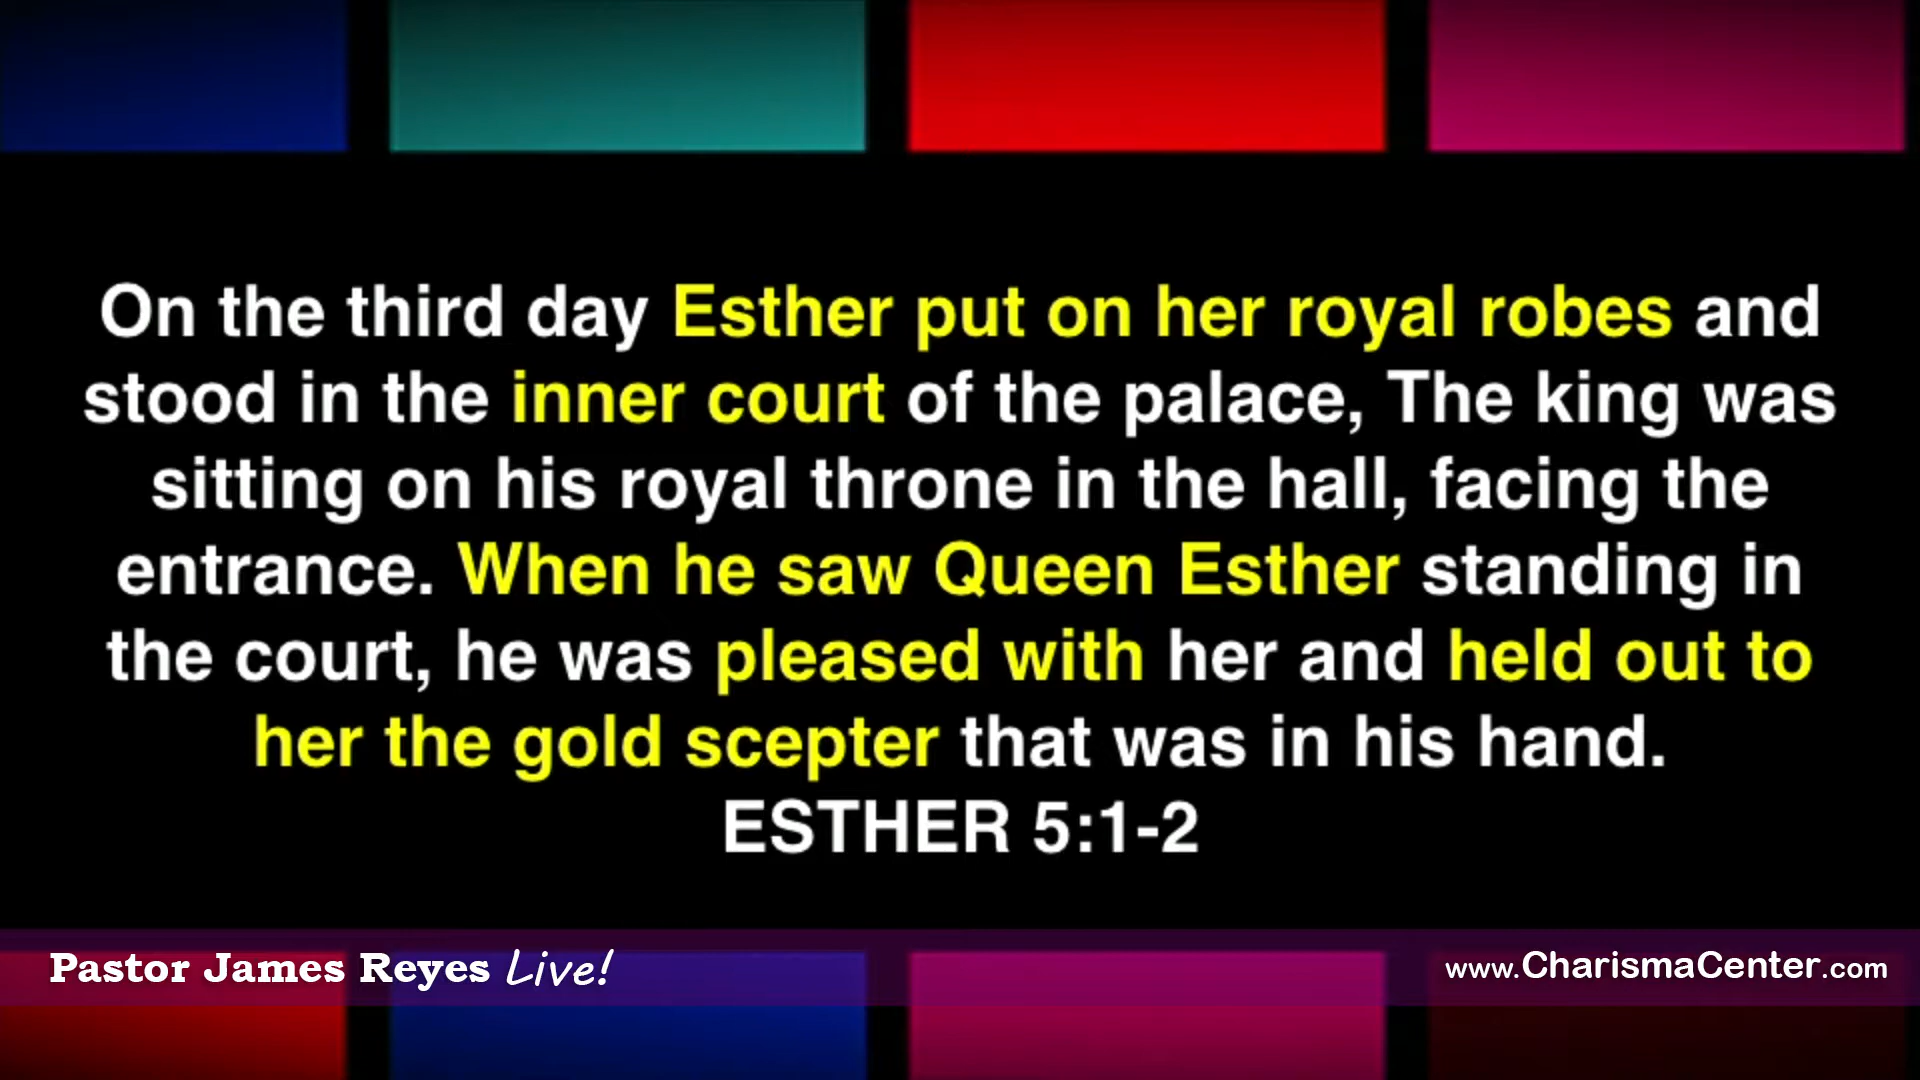 On the third day Esther put on her royal robes and
stood in the inner court of the palace, The king was
sitting on his royal throne in the hall, facing the
entrance. When he saw Queen Esther standing in
the court, he was pleased with her and held out to
her the gold scepter that was in his hand.
ESTHER 5:1-2
Pastor James Reyes Live!
www.CharismaCenter.com